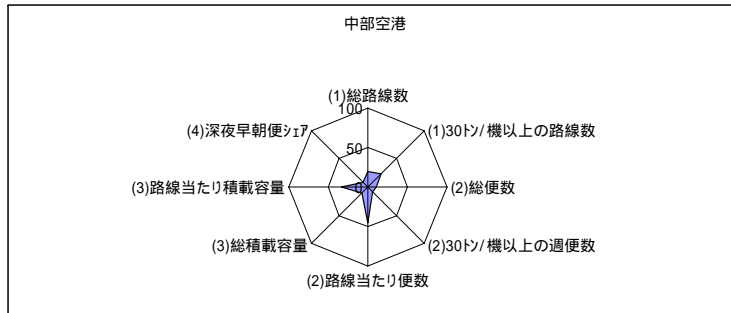 中部空港
(1)総路線数
100
(4)深夜早朝便ｼｪｱ
(1)30ﾄﾝ/機以上の路線数
50
(3)路線当たり積載容量
0
(2)総便数
(3)総積載容量
(2)30ﾄﾝ/機以上の週便数
(2)路線当たり便数